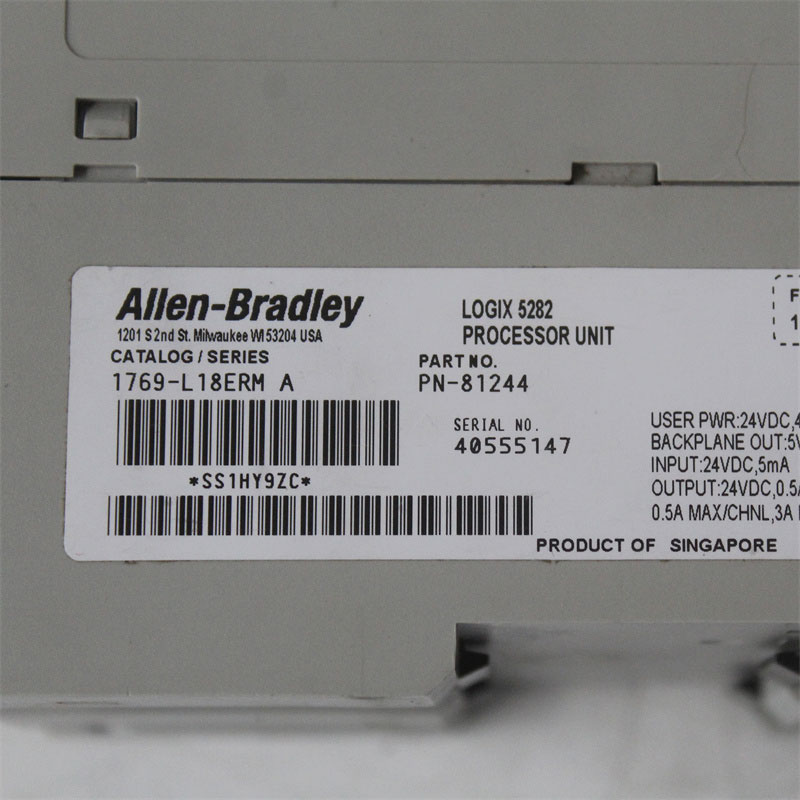 Allen-Bradley
1201 S 2nd St. Milwaukee WI 53204 USA
CATALOG / SERIES
1769-L18ERM A
*SS1HY9ZC*
LOGIX 5282
PROCESSOR UNIT
PART NO.
PN-81244
SERIAL NO.
40555147
USER PWR:24VDC,4
BACKPLANE OUT:5V
INPUT:24VDC,5mA
OUTPUT:24VDC,0.5A
0.5A MAX/CHNL,3A
PRODUCT OF SINGAPORE
F
1